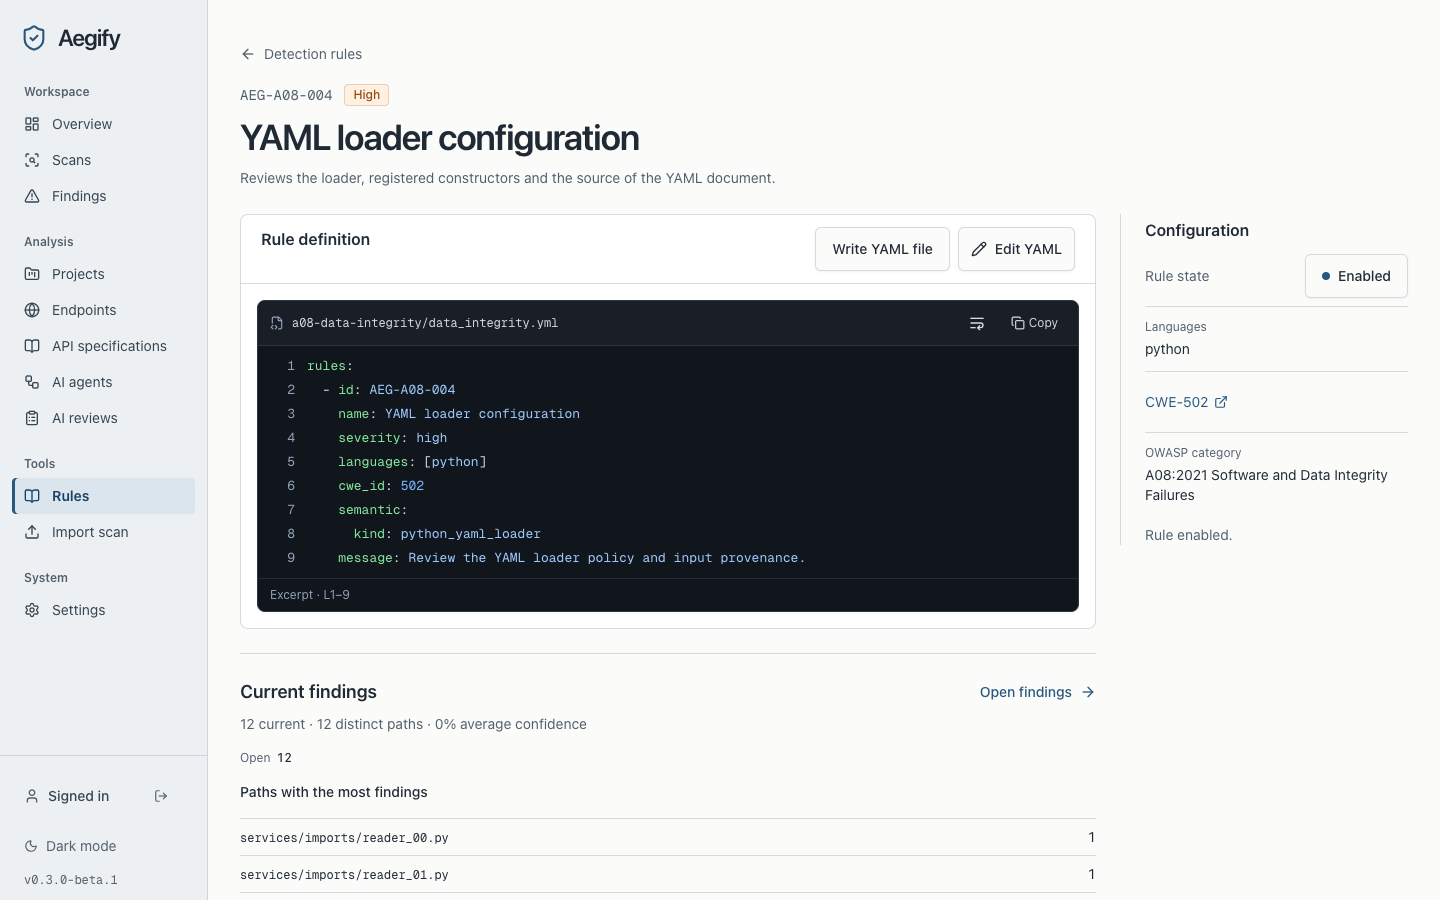 Aegify
Workspace
Overview
Scans
Findings
Analysis
Projects
Endpoints
API specifications
AI agents
AI reviews
Tools
Rules
Import scan
System
Settings
Signed in
Dark mode
v0.3.0-beta.1
Detection rules
AEG-A08-004 High
YAML loader configuration
Reviews the loader, registered constructors and the source of the YAML document.
Rule definition
Write YAML file
Edit YAML
a08-data-integrity/data_integrity.yml
Copy
1 rules:
2   - id: AEG-A08-004
3     name: YAML loader configuration
4     severity: high
5     languages: [python]
6     cwe_id: 502
7     semantic:
8       kind: python_yaml_loader
9     message: Review the YAML loader policy and input provenance.
Excerpt · L1–9
Current findings
Open findings
12 current · 12 distinct paths · 0% average confidence
Open 12
Paths with the most findings
services/imports/reader_00.py 1
services/imports/reader_01.py 1
Configuration
Rule state
Enabled
Languages
python
CWE-502
OWASP category
A08:2021 Software and Data Integrity
Failures
Rule enabled.